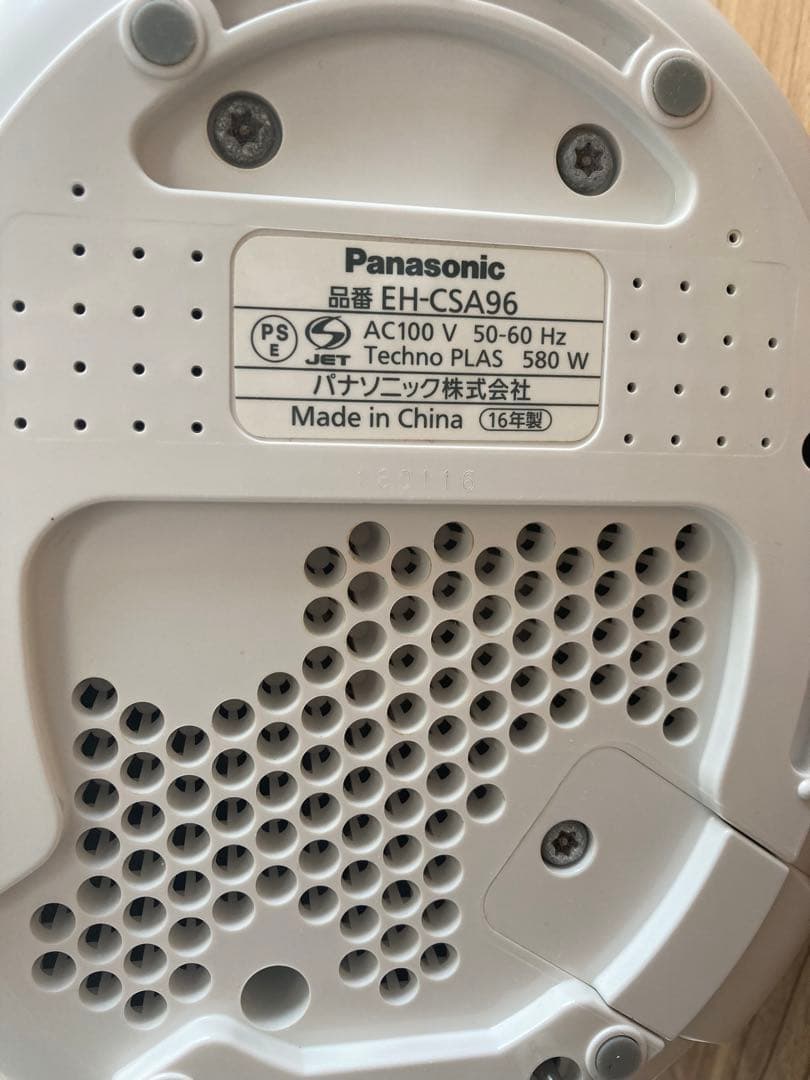 Panasonic
品番 EH-CSA96
PS E JET AC100 V 50-60 Hz
Techno PLAS 580 W
パナソニック株式会社
Made in China 16年製